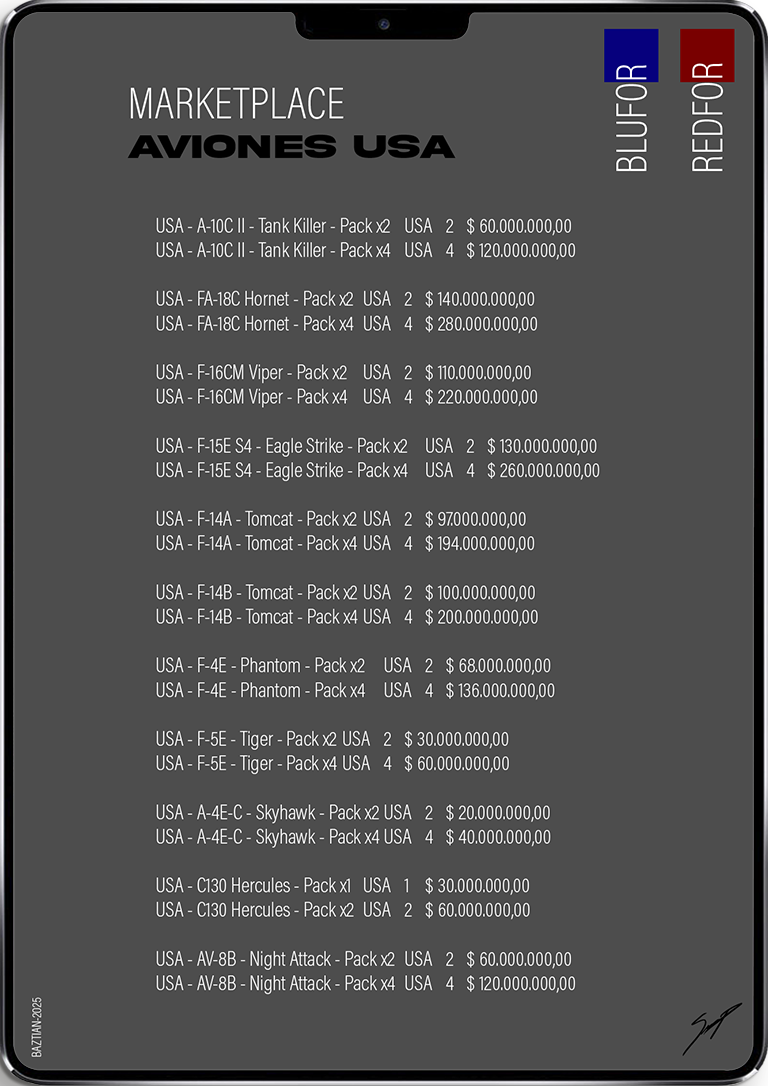 MARKETPLACE
AVIONES USA
BLUFOR
REDFOR
USA - A-10C II - Tank Killer - Pack x2 USA 2 $ 60.000.000,00
USA - A-10C II - Tank Killer - Pack x4 USA 4 $ 120.000.000,00
USA - FA-18C Hornet - Pack x2 USA 2 $ 140.000.000,00
USA - FA-18C Hornet - Pack x4 USA 4 $ 280.000.000,00
USA - F-16CM Viper - Pack x2 USA 2 $ 110.000.000,00
USA - F-16CM Viper - Pack x4 USA 4 $ 220.000.000,00
USA - F-15E S4 - Eagle Strike - Pack x2 USA 2 $ 130.000.000,00
USA - F-15E S4 - Eagle Strike - Pack x4 USA 4 $ 260.000.000,00
USA - F-14A - Tomcat - Pack x2 USA 2 $ 97.000.000,00
USA - F-14A - Tomcat - Pack x4 USA 4 $ 194.000.000,00
USA - F-14B - Tomcat - Pack x2 USA 2 $ 100.000.000,00
USA - F-14B - Tomcat - Pack x4 USA 4 $ 200.000.000,00
USA - F-4E - Phantom - Pack x2 USA 2 $ 68.000.000,00
USA - F-4E - Phantom - Pack x4 USA 4 $ 136.000.000,00
USA - F-5E - Tiger - Pack x2 USA 2 $ 30.000.000,00
USA - F-5E - Tiger - Pack x4 USA 4 $ 60.000.000,00
USA - A-4E-C - Skyhawk - Pack x2 USA 2 $ 20.000.000,00
USA - A-4E-C - Skyhawk - Pack x4 USA 4 $ 40.000.000,00
USA - C130 Hercules - Pack x1 USA 1 $ 30.000.000,00
USA - C130 Hercules - Pack x2 USA 2 $ 60.000.000,00
USA - AV-8B - Night Attack - Pack x2 USA 2 $ 60.000.000,00
USA - AV-8B - Night Attack - Pack x4 USA 4 $ 120.000.000,00
BAZTIAN-2025